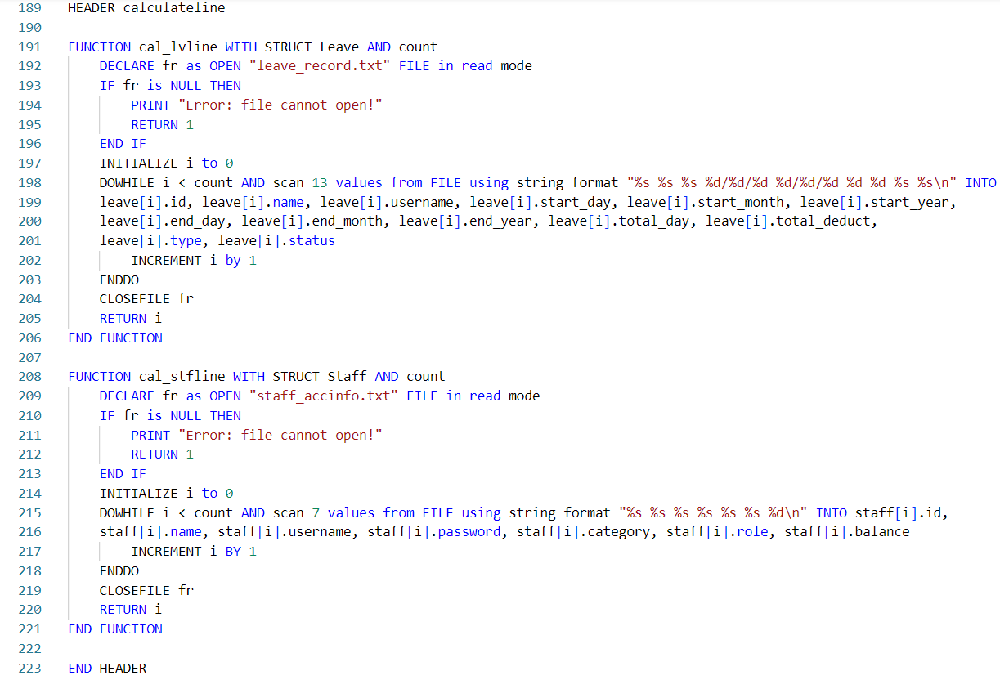 189 HEADER calculateline
190
191 FUNCTION cal_lvline WITH STRUCT Leave AND count
192 DECLARE fr as OPEN "leave_record.txt" FILE in read mode
193 IF fr is NULL THEN
194 PRINT "Error: file cannot open!"
195 RETURN 1
196 END IF
197 INITIALIZE i to 0
198 DOWHILE i < count AND scan 13 values from FILE using string format "%s %s %s %d/%d/%d %d/%d/%d %d %d %s %s\n" INTO
199 leave[i].id, leave[i].name, leave[i].username, leave[i].start_day, leave[i].start_month, leave[i].start_year,
200 leave[i].end_day, leave[i].end_month, leave[i].end_year, leave[i].total_day, leave[i].total_deduct,
201 leave[i].type, leave[i].status
202 INCREMENT i by 1
203 ENDDO
204 CLOSEFILE fr
205 RETURN i
206 END FUNCTION
207
208 FUNCTION cal_stfline WITH STRUCT Staff AND count
209 DECLARE fr as OPEN "staff_accinfo.txt" FILE in read mode
210 IF fr is NULL THEN
211 PRINT "Error: file cannot open!"
212 RETURN 1
213 END IF
214 INITIALIZE i to 0
215 DOWHILE i < count AND scan 7 values from FILE using string format "%s %s %s %s %s %s %d\n" INTO staff[i].id,
216 staff[i].name, staff[i].username, staff[i].password, staff[i].category, staff[i].role, staff[i].balance
217 INCREMENT i BY 1
218 ENDDO
219 CLOSEFILE fr
220 RETURN i
221 END FUNCTION
222
223 END HEADER